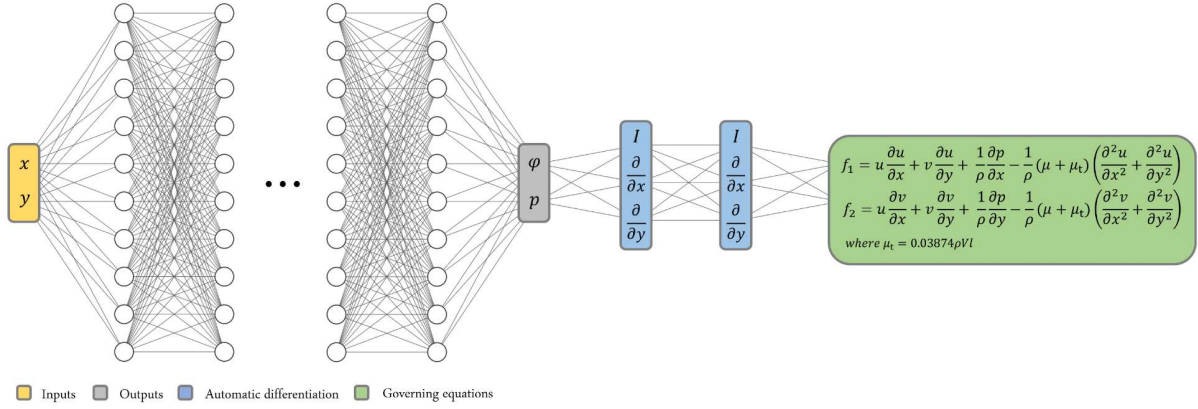 x
y
• • •
φ
p
I
∂/∂x
∂/∂y
I
∂/∂x
∂/∂y
f₁ = u ∂u/∂x + v ∂u/∂y + 1/ρ ∂p/∂x − 1/ρ (μ + μₜ) (∂²u/∂x² + ∂²u/∂y²)
f₂ = u ∂v/∂x + v ∂v/∂y + 1/ρ ∂p/∂y − 1/ρ (μ + μₜ) (∂²v/∂x² + ∂²v/∂y²)
where μₜ = 0.03874ρVl
Inputs Outputs Automatic differentiation Governing equations